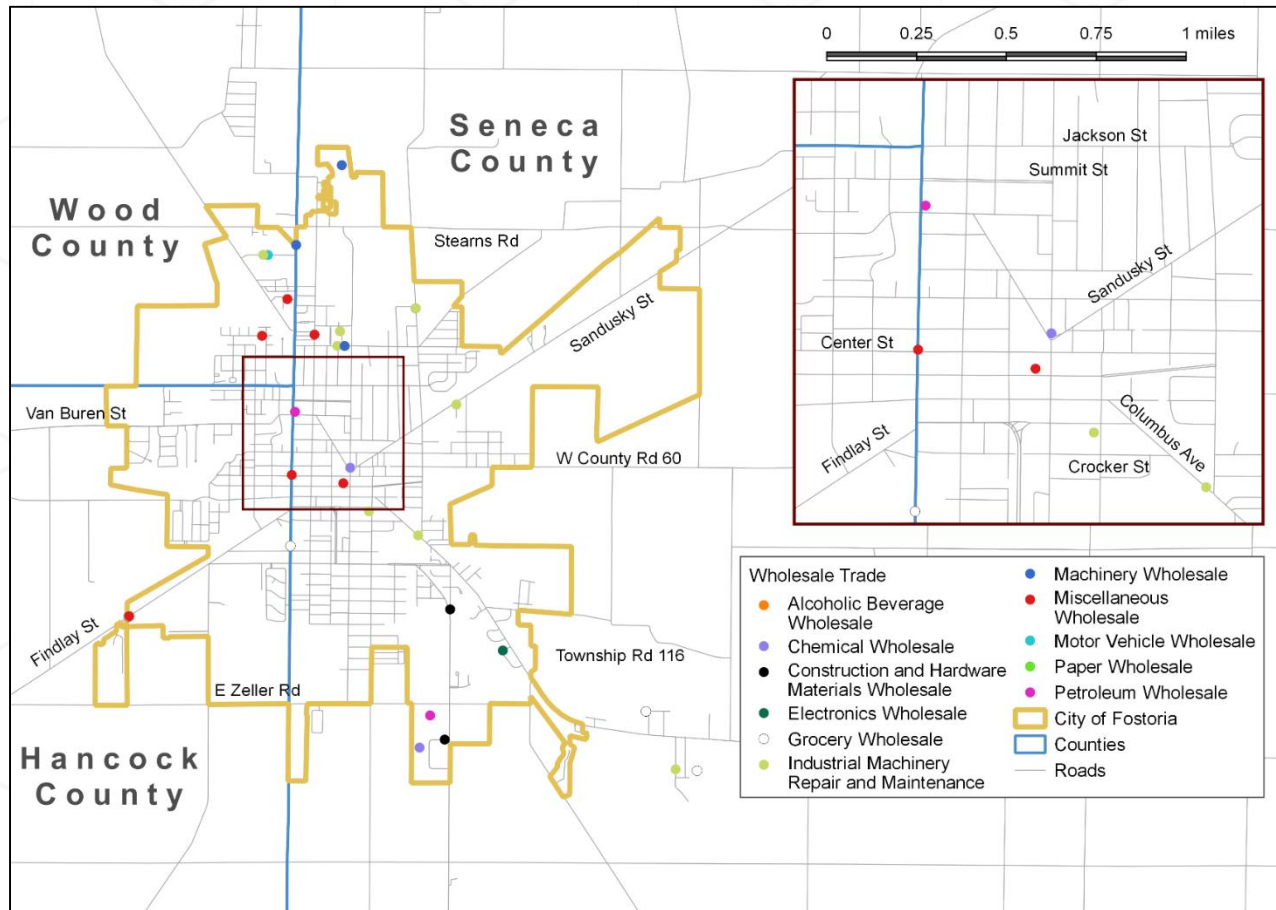 0 0.25 0.5 0.75 1 miles
Seneca
County
Wood
County
Stearns Rd
Sandusky St
Van Buren St
W County Rd 60
Findlay St
Township Rd 116
E Zeller Rd
Hancock
County
Jackson St
Summit St
Sandusky St
Center St
Columbus Ave
Findlay St
Crocker St
Wholesale Trade
Alcoholic Beverage
Wholesale
Chemical Wholesale
Construction and Hardware
Materials Wholesale
Electronics Wholesale
Grocery Wholesale
Industrial Machinery
Repair and Maintenance
Machinery Wholesale
Miscellaneous
Wholesale
Motor Vehicle Wholesale
Paper Wholesale
Petroleum Wholesale
City of Fostoria
Counties
Roads